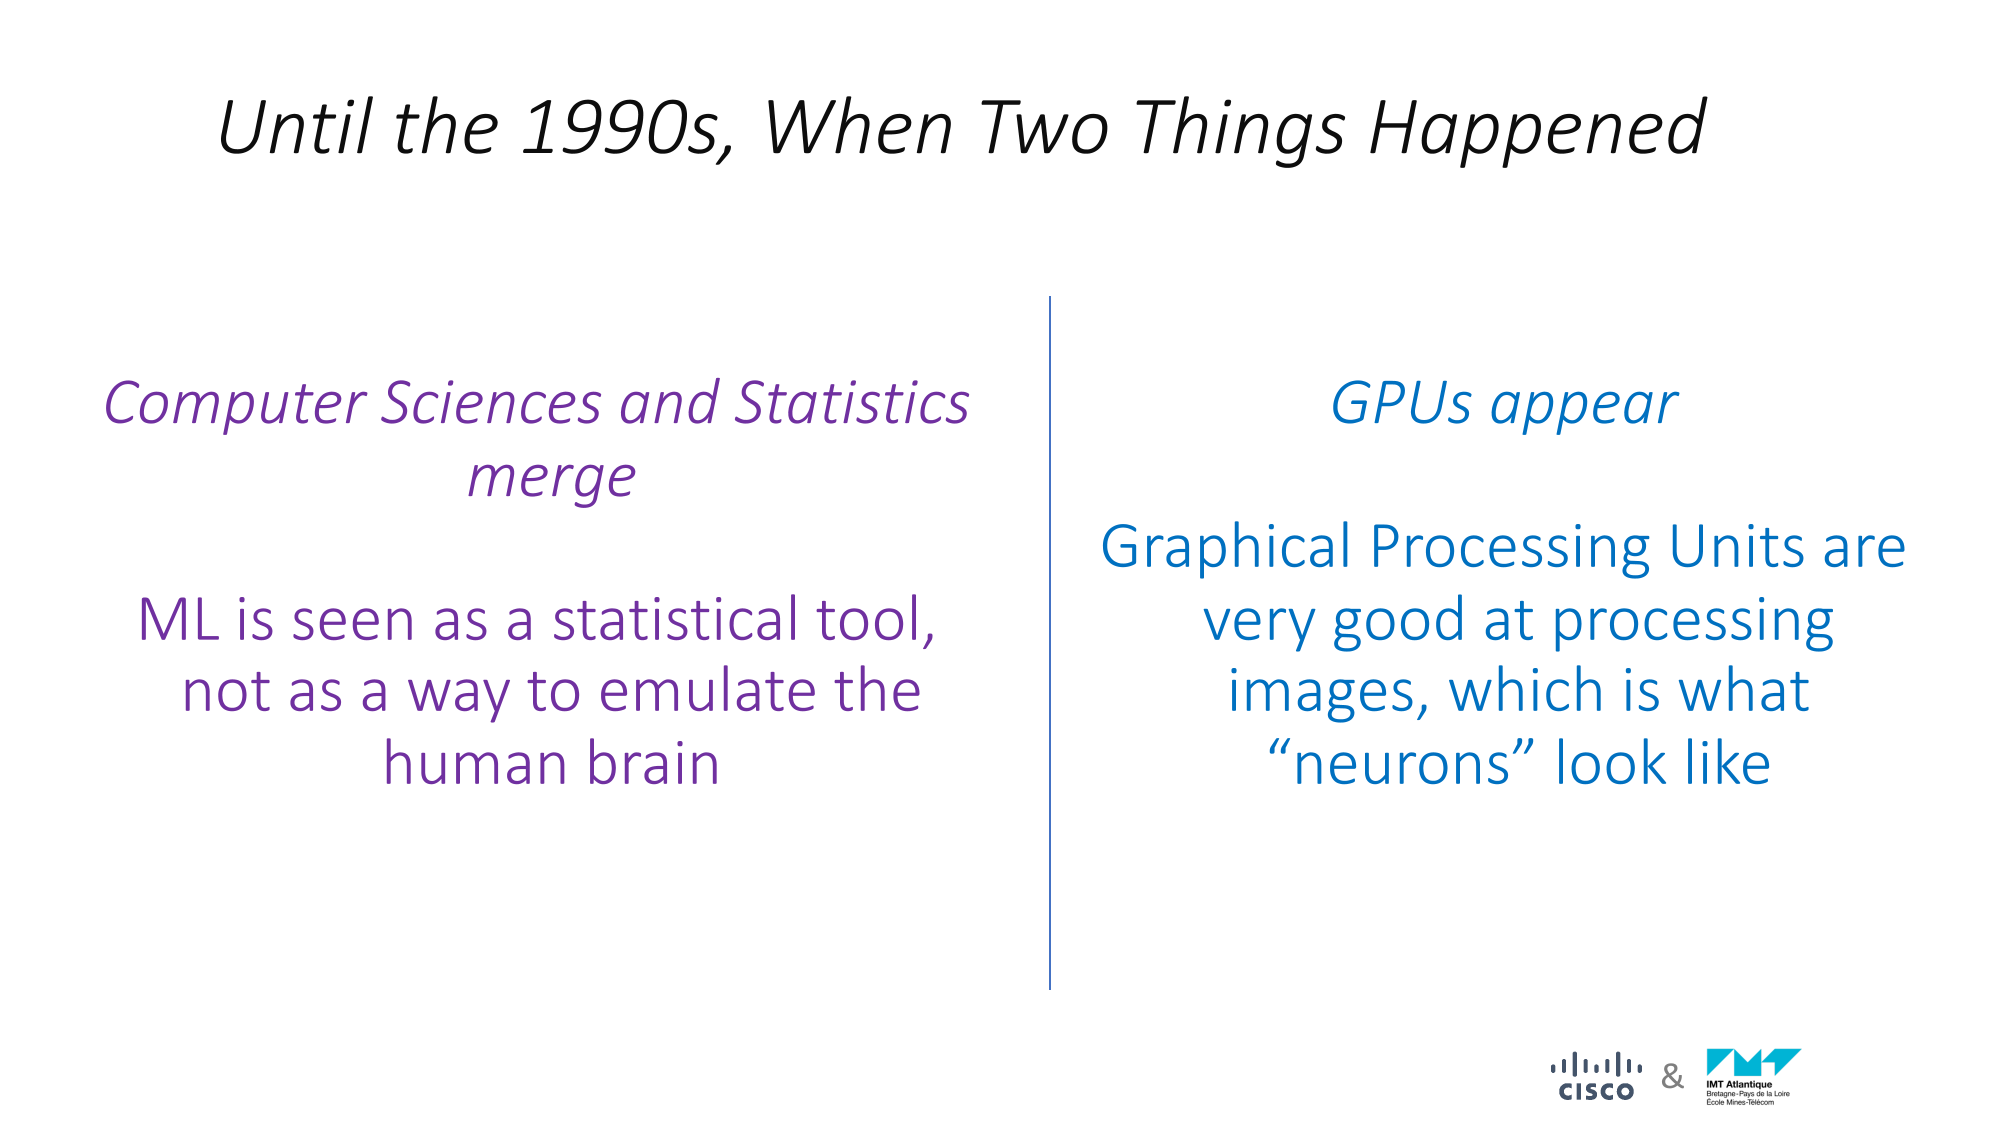 Until the 1990s, When Two Things Happened
Computer Sciences and Statistics
merge
ML is seen as a statistical tool,
not as a way to emulate the
human brain
GPUs appear
Graphical Processing Units are
very good at processing
images, which is what
“neurons” look like
CISCO
&
IMT Atlantique
Bretagne-Pays de la Loire
École Mines-Télécom